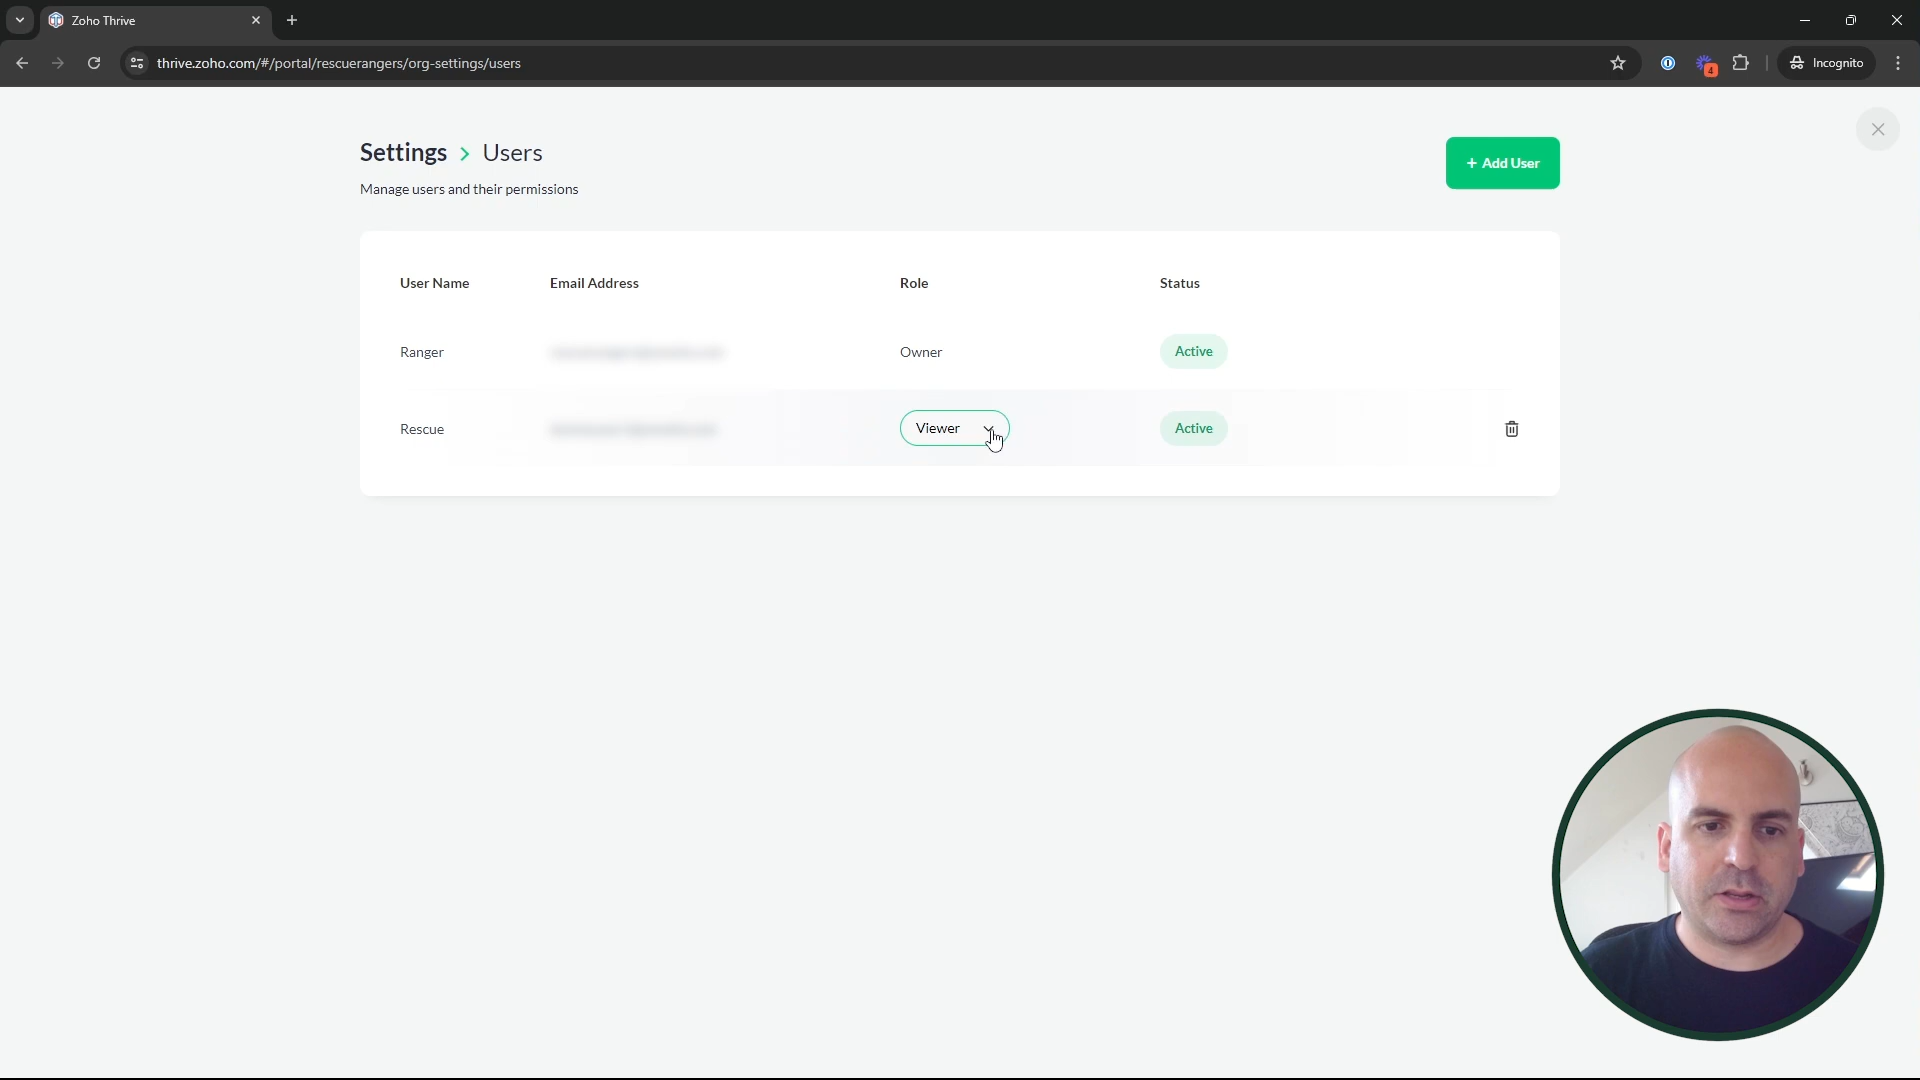 Zoho Thrive
thrive.zoho.com/#/portal/rescuerangers/org-settings/users
4
Incognito
Settings > Users
+ Add User
Manage users and their permissions
User Name Email Address Role Status
Ranger Owner Active
Rescue Viewer Active